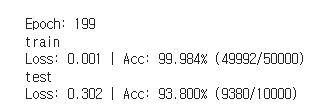 Epoch: 199
train
Loss: 0.001 | Acc: 99.984% (49992/50000)
test
Loss: 0.302 | Acc: 93.800% (9380/10000)